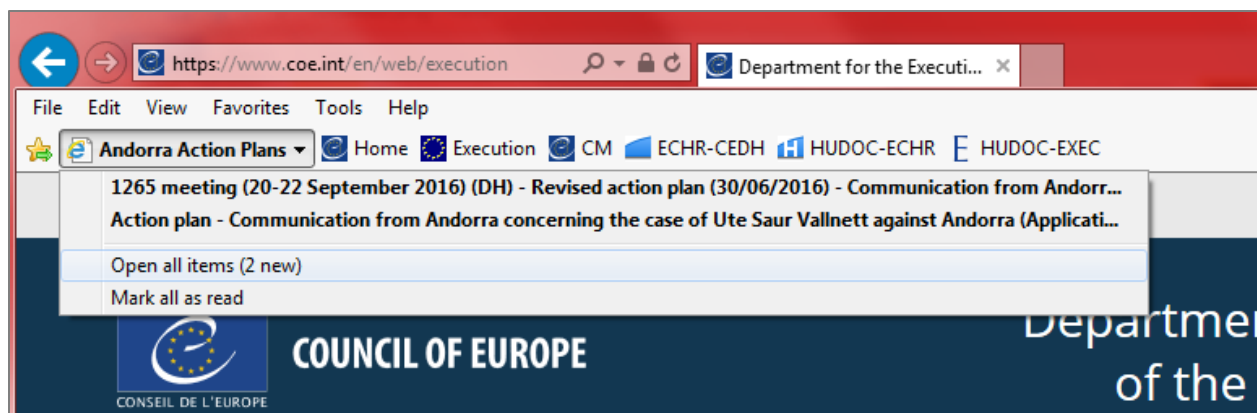 https://www.coe.int/en/web/execution
Department for the Executi...
File Edit View Favorites Tools Help
Andorra Action Plans Home Execution CM ECHR-CEDH HUDOC-ECHR HUDOC-EXEC
1265 meeting (20-22 September 2016) (DH) - Revised action plan (30/06/2016) - Communication from Andorr...
Action plan - Communication from Andorra concerning the case of Ute Saur Vallnett against Andorra (Applicati...
Open all items (2 new)
Mark all as read
COUNCIL OF EUROPE
CONSEIL DE L'EUROPE
Departmen
of the